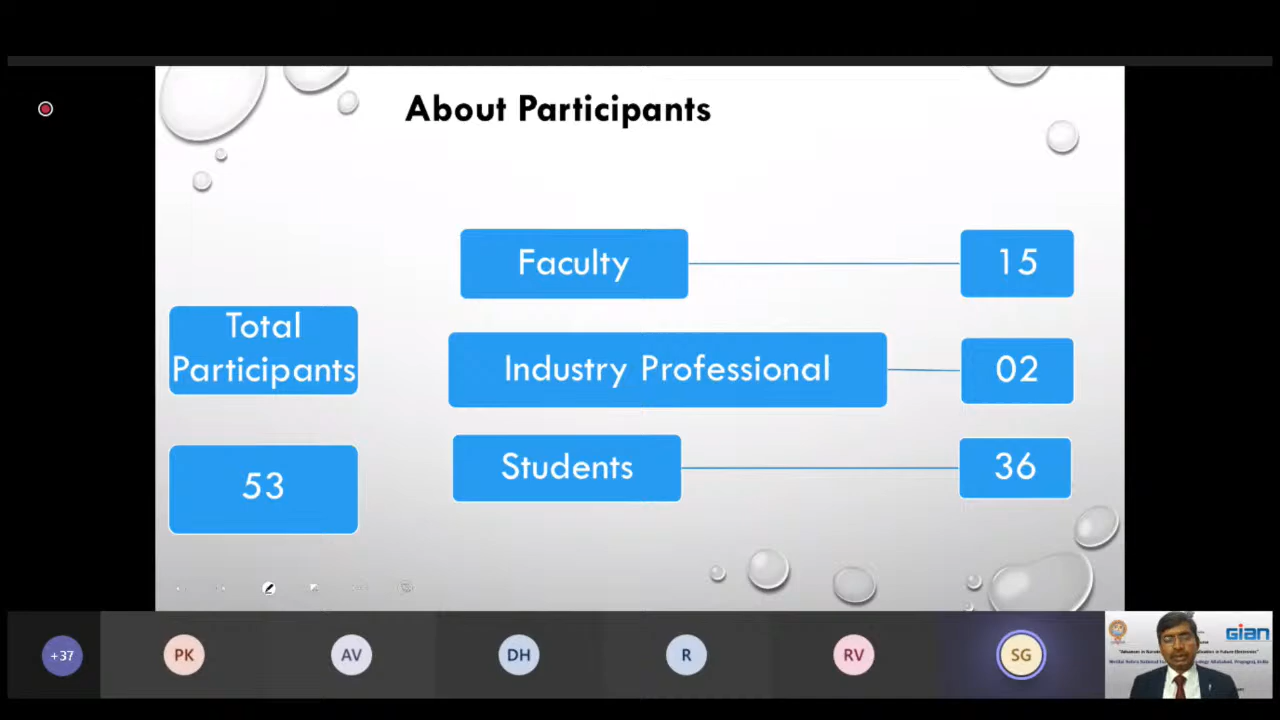 About Participants
Faculty
15
Total
Participants
Industry Professional
02
Students
36
53
+37
PK
AV
DH
R
RV
SG
GIAN